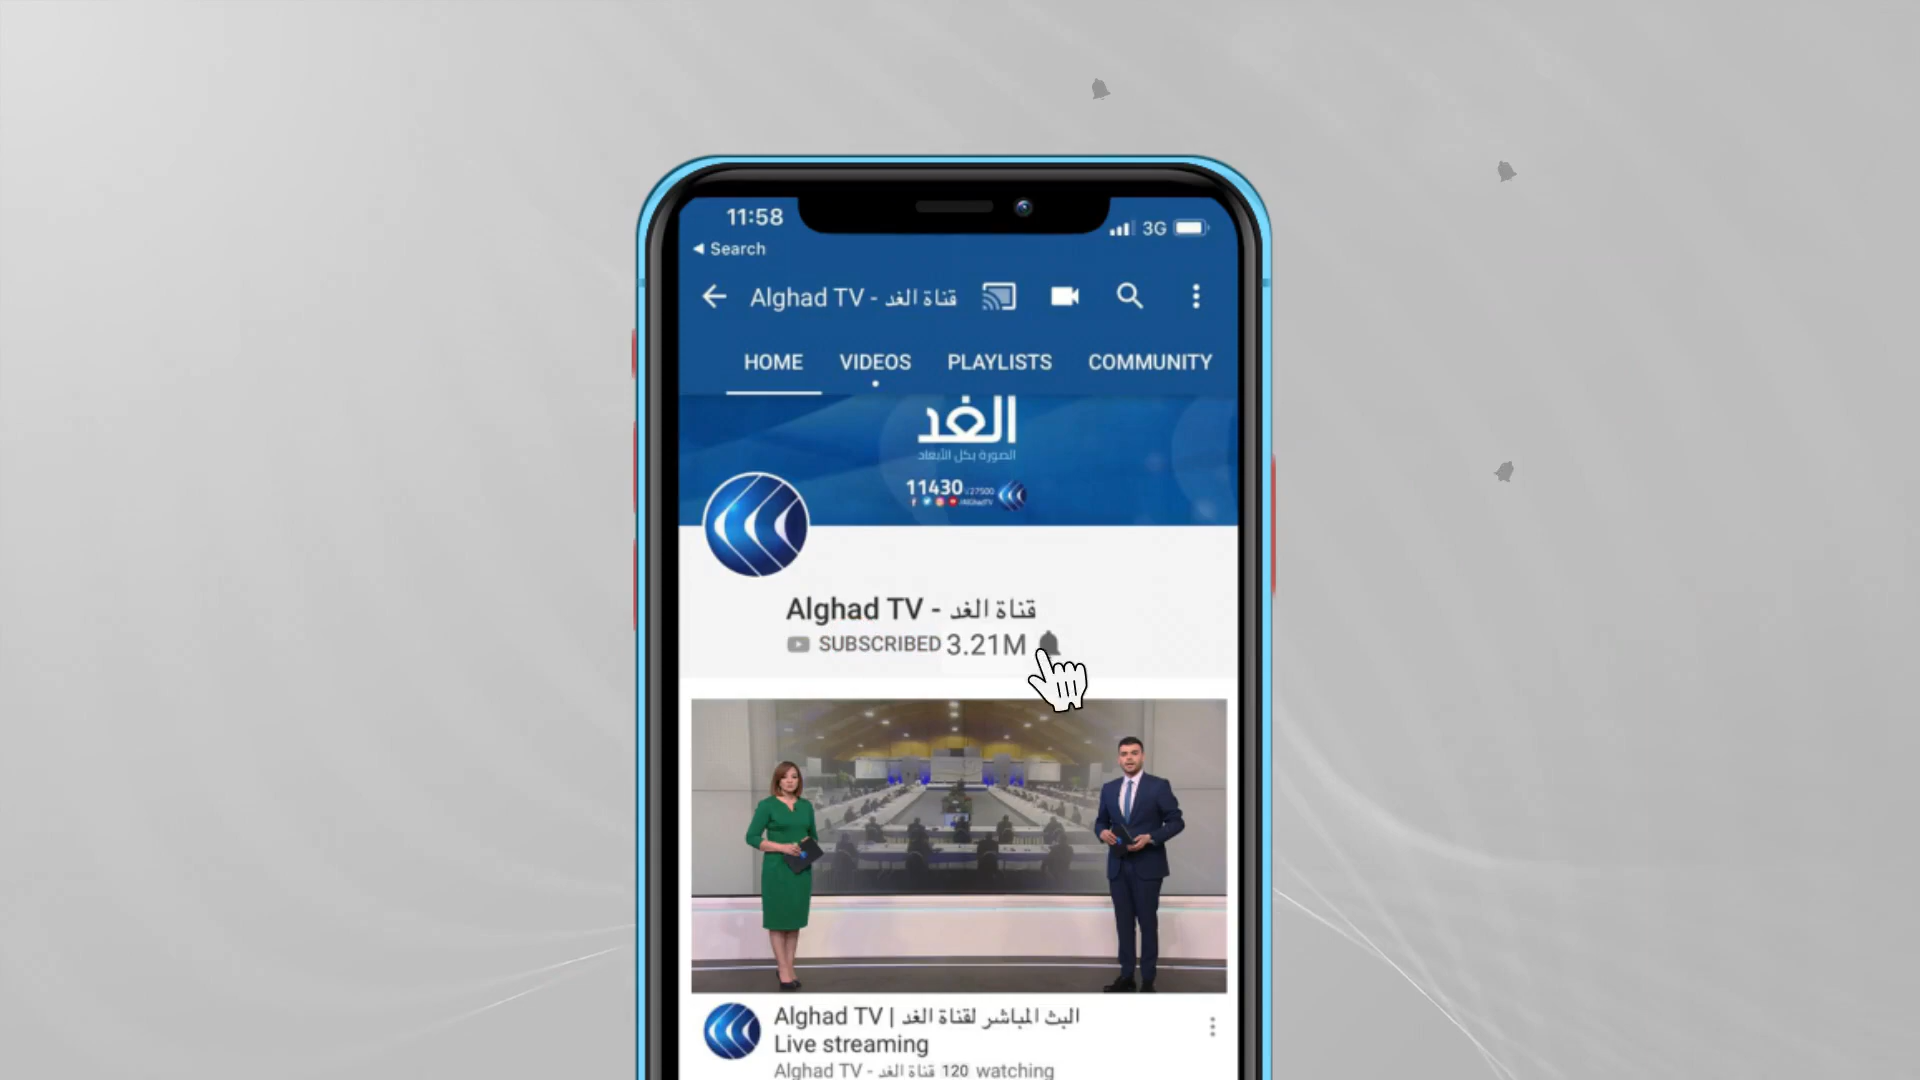 11:58
3G
Search
Alghad TV - قناة الغد
HOME VIDEOS PLAYLISTS COMMUNITY
الغد
الصورة بكل الأبعاد
11430 27500
Alghad TV - قناة الغد
SUBSCRIBED 3.21M
Alghad TV | البث المباشر لقناة الغد
Live streaming
Alghad TV - قناة الغد 120 watching